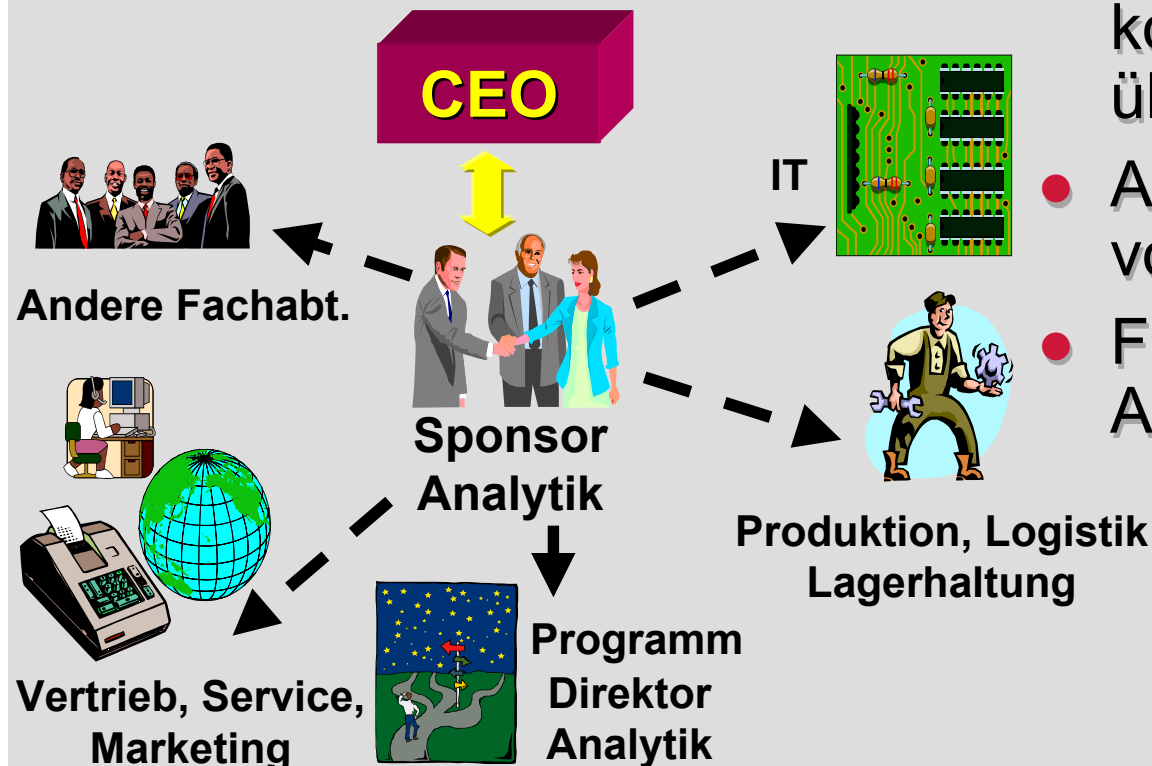 CEO
IT
Andere Fachabt.
Sponsor
Analytik
Produktion, Logistik
Lagerhaltung
Programm
Direktor
Analytik
Vertrieb, Service,
Marketing